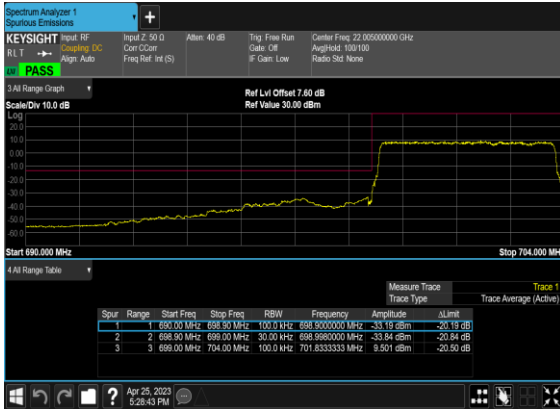 Spectrum Analyzer 1
Spurious Emissions
KEYSIGHT
Input: RF
Coupling: DC
Align: Auto
Input Z: 50 Ω
Corr CCorr
Freq Ref: Int (S)
Atten: 40 dB
Trig: Free Run
Gate: Off
IF Gain: Low
Center Freq: 22.005000000 GHz
Avg|Hold: 100/100
Radio Std: None
RLT
PASS
3 All Range Graph
Ref Lvl Offset 7.60 dB
Scale/Div 10.0 dB
Ref Value 30.00 dBm
Log
20.0
10.0
0.00
-10.0
-20.0
-30.0
-40.0
-50.0
-60.0
Start 690.000 MHz
Stop 704.000 MH
4 All Range Table
Measure Trace Trace 1
Trace Type Trace Average (Active)
Spur Range Start Freq Stop Freq RBW Frequency Amplitude ΔLimit
1 1 690.00 MHz 698.90 MHz 100.0 kHz 698.9000000 MHz -33.19 dBm -20.19 dB
2 2 698.90 MHz 699.00 MHz 30.00 kHz 698.9980000 MHz -33.84 dBm -20.84 dB
3 3 699.00 MHz 704.00 MHz 100.0 kHz 701.8333333 MHz 9.501 dBm -20.50 dB
Apr 25, 2023
5:28:43 PM